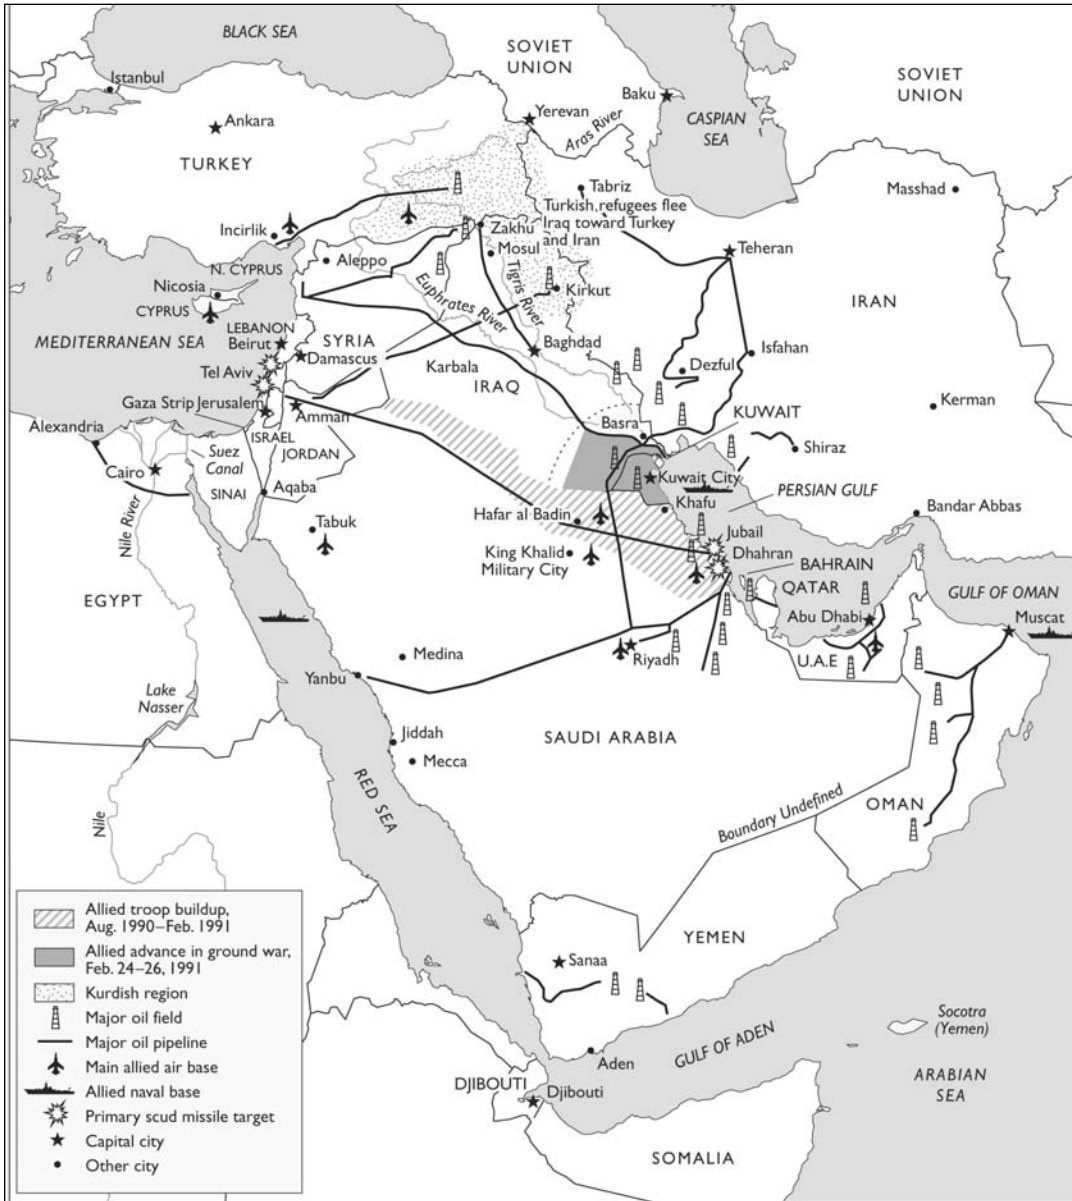 BLACK SEA
SOVIET
UNION
SOVIET
UNION
Istanbul
Baku
Yerevan
Ankara
Aras River
CASPIAN
SEA
TURKEY
Tabriz
Masshad
Turkish refugees flee
Iraq toward Turkey
and Iran
Incirlik
Zakhu
Mosul
Teheran
Aleppo
N. CYPRUS
Nicosia
CYPRUS
Euphrates River
Tigris River
Kirkut
IRAN
MEDITERRANEAN SEA
LEBANON
Beirut
SYRIA
Damascus
Baghdad
Isfahan
Tel Aviv
Karbala
IRAQ
Dezful
Gaza Strip
Jerusalem
Amman
KUWAIT
Kerman
Alexandria
ISRAEL
JORDAN
Basra
Shiraz
Suez
Canal
Cairo
SINAI
Aqaba
Kuwait City
PERSIAN GULF
Khafu
Nile River
Tabuk
Hafar al Badin
Bandar Abbas
Jubail
Dhahran
King Khalid
Military City
BAHRAIN
QATAR
GULF OF OMAN
EGYPT
Abu Dhabi
Muscat
Medina
Riyadh
U.A.E
Yanbu
Lake
Nasser
Jiddah
SAUDI ARABIA
Mecca
RED SEA
Boundary Undefined
OMAN
Nile
YEMEN
Sanaa
Socotra
(Yemen)
Aden
GULF OF ADEN
DJIBOUTI
Djibouti
ARABIAN
SEA
SOMALIA
Allied troop buildup,
Aug. 1990–Feb. 1991
Allied advance in ground war,
Feb. 24–26, 1991
Kurdish region
Major oil field
Major oil pipeline
Main allied air base
Allied naval base
Primary scud missile target
Capital city
Other city